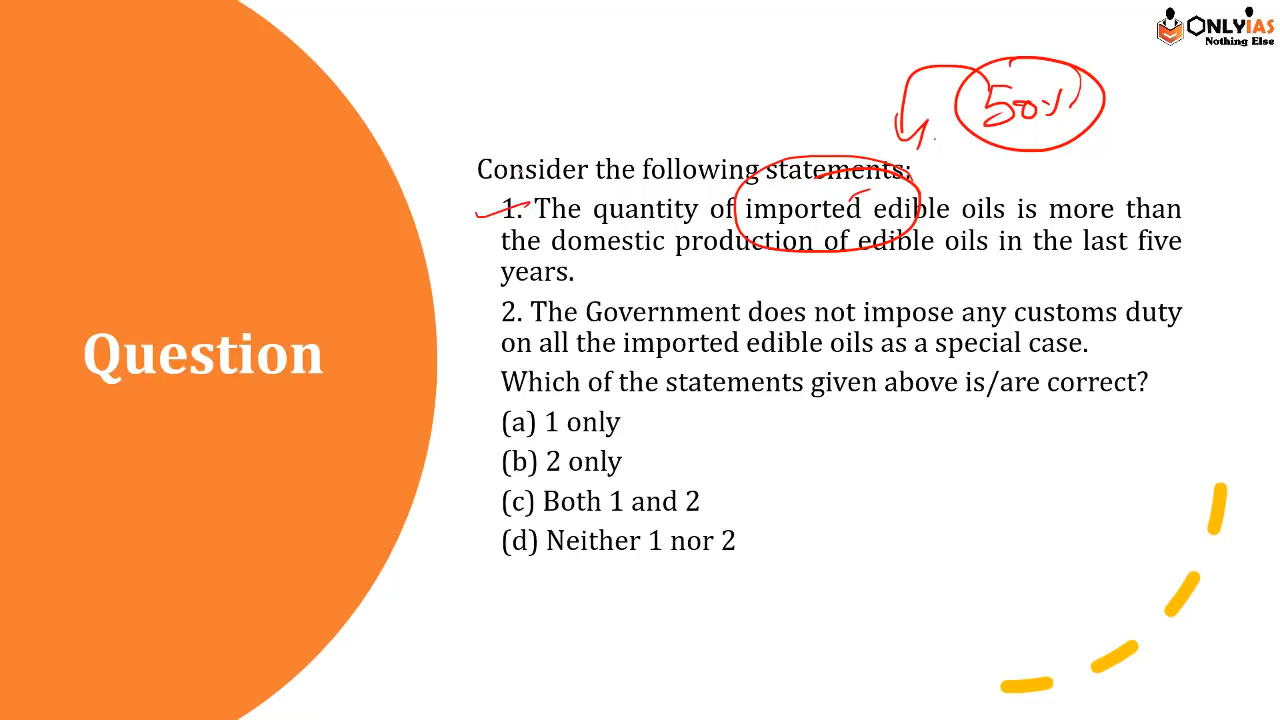 ONLYIAS
Nothing Else
50%
Consider the following statements:
1. The quantity of imported edible oils is more than
the domestic production of edible oils in the last five
years.
2. The Government does not impose any customs duty
on all the imported edible oils as a special case.
Which of the statements given above is/are correct?
(a) 1 only
(b) 2 only
(c) Both 1 and 2
(d) Neither 1 nor 2
Question